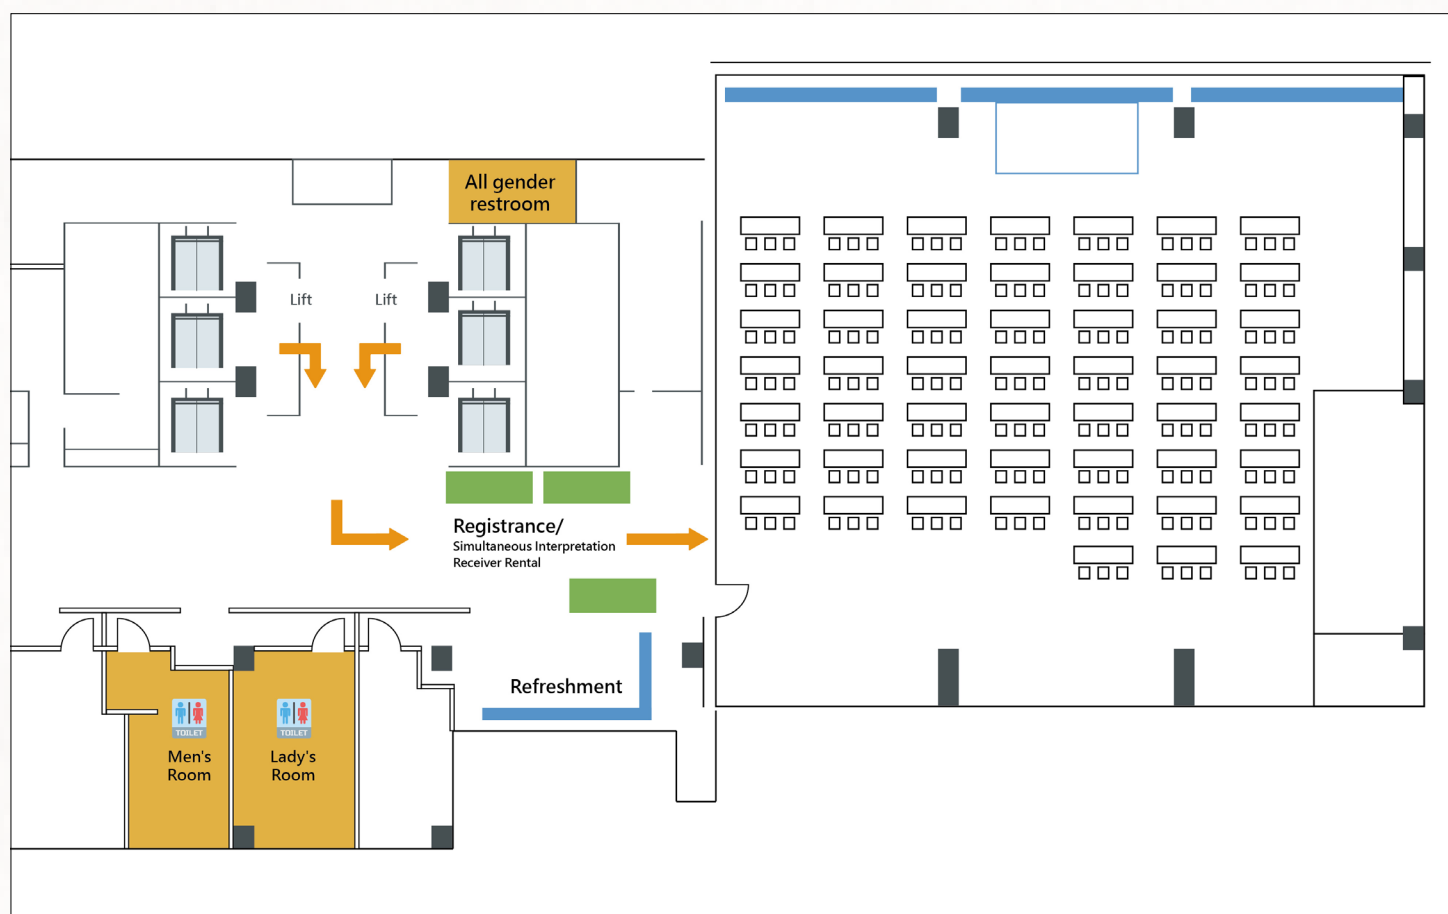 All gender
restroom
Lift
Lift
Registrance/
Simultaneous Interpretation
Receiver Rental
Refreshment
TOILET
TOILET
Men's
Room
Lady's
Room